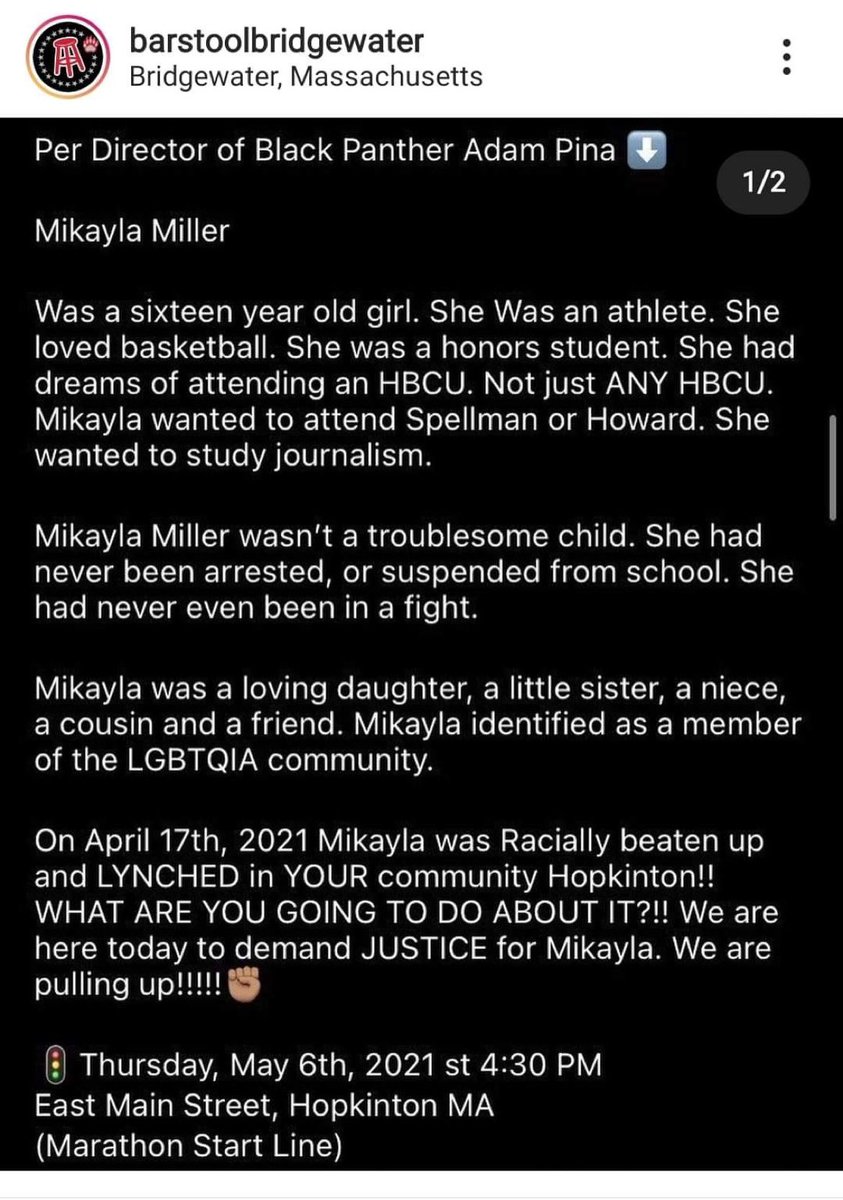 barstoolbridgewater
Bridgewater, Massachusetts
Per Director of Black Panther Adam Pina ⬇️
1/2
Mikayla Miller
Was a sixteen year old girl. She Was an athlete. She
loved basketball. She was a honors student. She had
dreams of attending an HBCU. Not just ANY HBCU.
Mikayla wanted to attend Spellman or Howard. She
wanted to study journalism.
Mikayla Miller wasn't a troublesome child. She had
never been arrested, or suspended from school. She
had never even been in a fight.
Mikayla was a loving daughter, a little sister, a niece,
a cousin and a friend. Mikayla identified as a member
of the LGBTQIA community.
On April 17th, 2021 Mikayla was Racially beaten up
and LYNCHED in YOUR community Hopkinton!!
WHAT ARE YOU GOING TO DO ABOUT IT?!! We are
here today to demand JUSTICE for Mikayla. We are
pulling up!!!!!✊🏽
🚦 Thursday, May 6th, 2021 st 4:30 PM
East Main Street, Hopkinton MA
(Marathon Start Line)